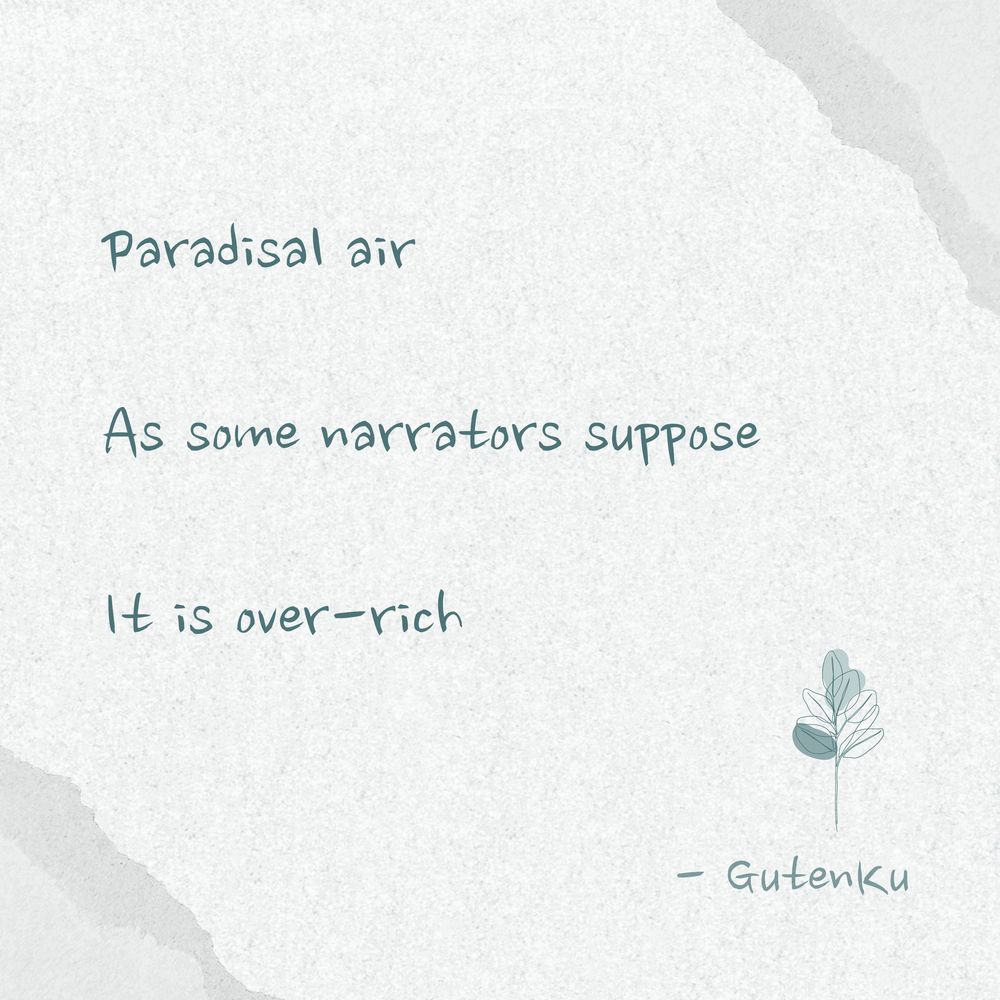 Paradisal air
As some narrators suppose
It is over-rich
- GutenKu